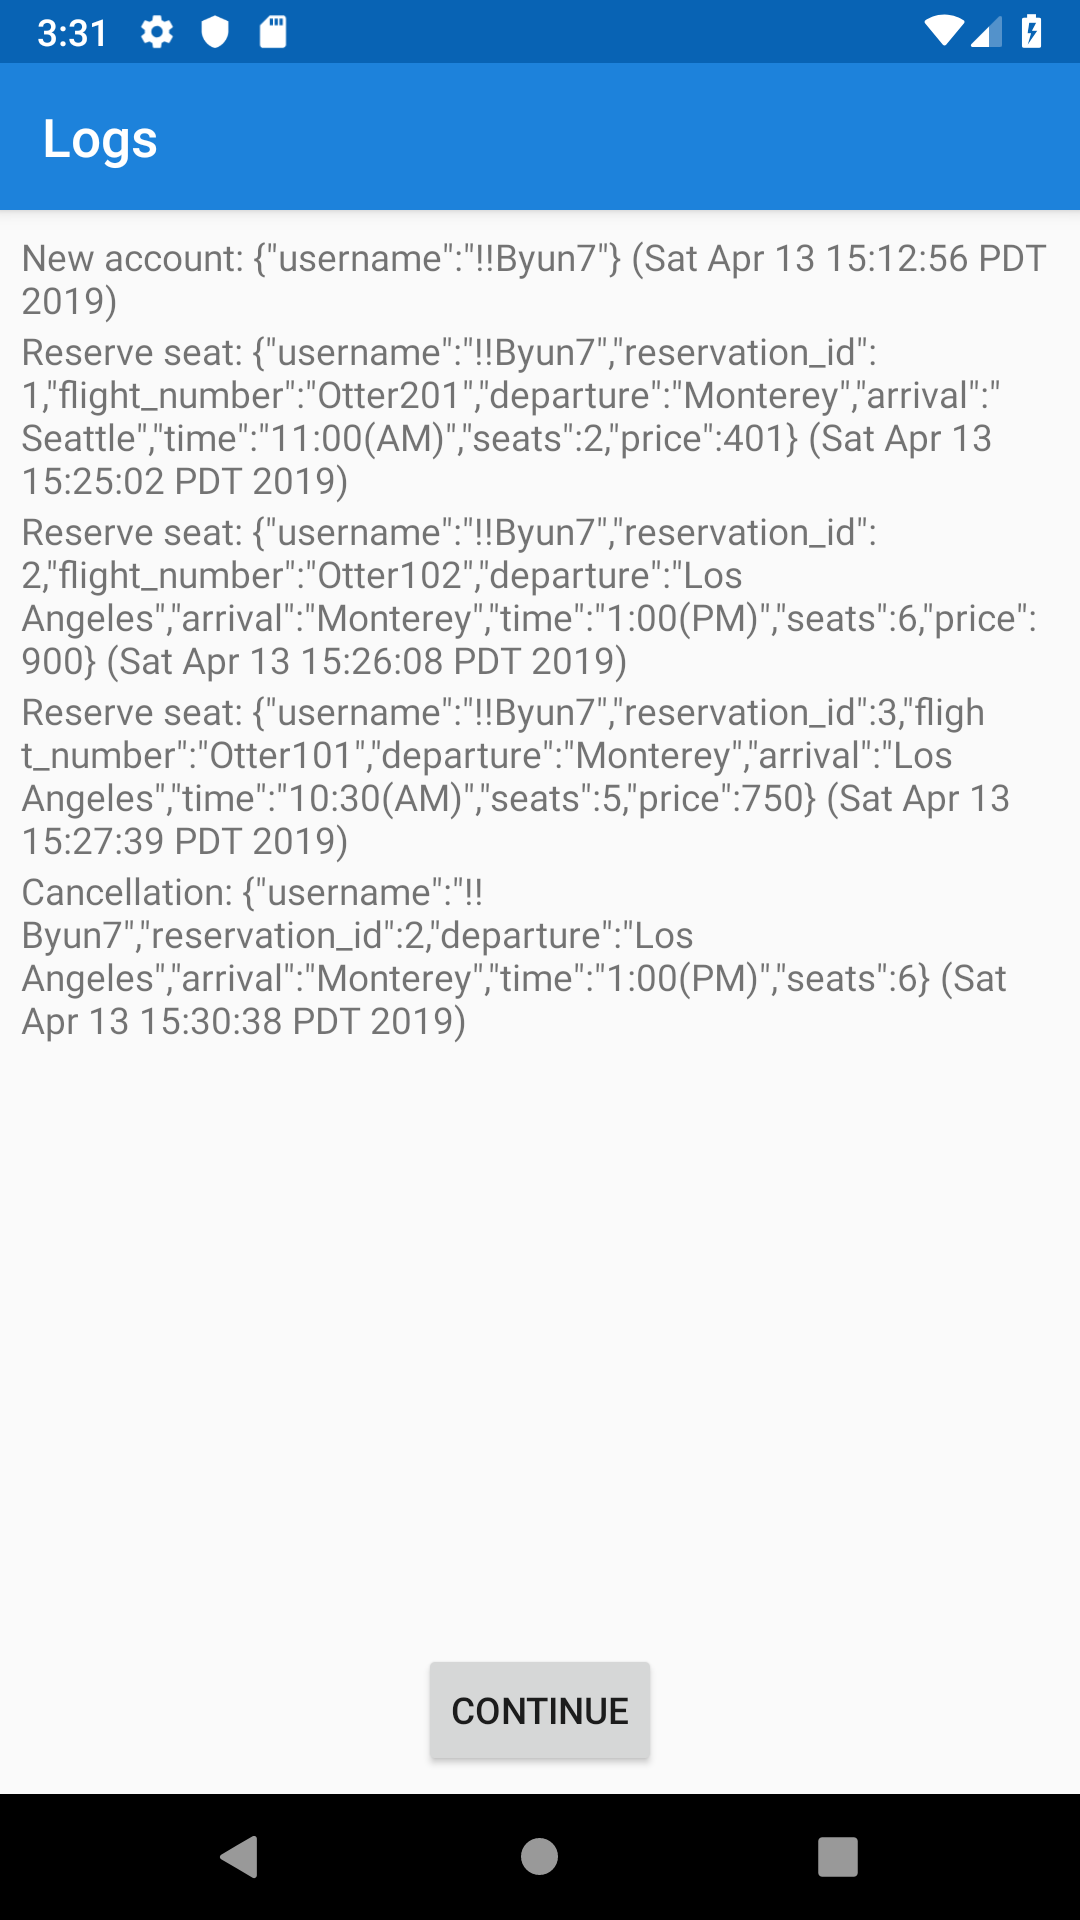 3:31
Logs
New account: {"username":"!!Byun7"} (Sat Apr 13 15:12:56 PDT
2019)
Reserve seat: {"username":"!!Byun7","reservation_id":
1,"flight_number":"Otter201","departure":"Monterey","arrival":"
Seattle","time":"11:00(AM)","seats":2,"price":401} (Sat Apr 13
15:25:02 PDT 2019)
Reserve seat: {"username":"!!Byun7","reservation_id":
2,"flight_number":"Otter102","departure":"Los
Angeles","arrival":"Monterey","time":"1:00(PM)","seats":6,"price":
900} (Sat Apr 13 15:26:08 PDT 2019)
Reserve seat: {"username":"!!Byun7","reservation_id":3,"fligh
t_number":"Otter101","departure":"Monterey","arrival":"Los
Angeles","time":"10:30(AM)","seats":5,"price":750} (Sat Apr 13
15:27:39 PDT 2019)
Cancellation: {"username":"!!
Byun7","reservation_id":2,"departure":"Los
Angeles","arrival":"Monterey","time":"1:00(PM)","seats":6} (Sat
Apr 13 15:30:38 PDT 2019)
CONTINUE